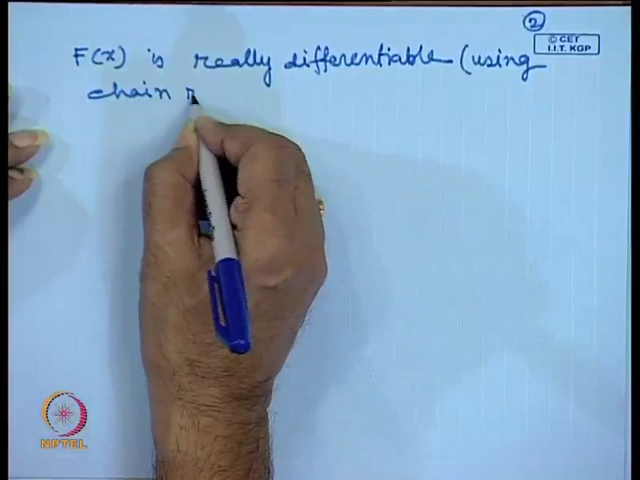 2
© CET
I.I.T. KGP
F(x) is really differentiable (using
chain r
NPTEL